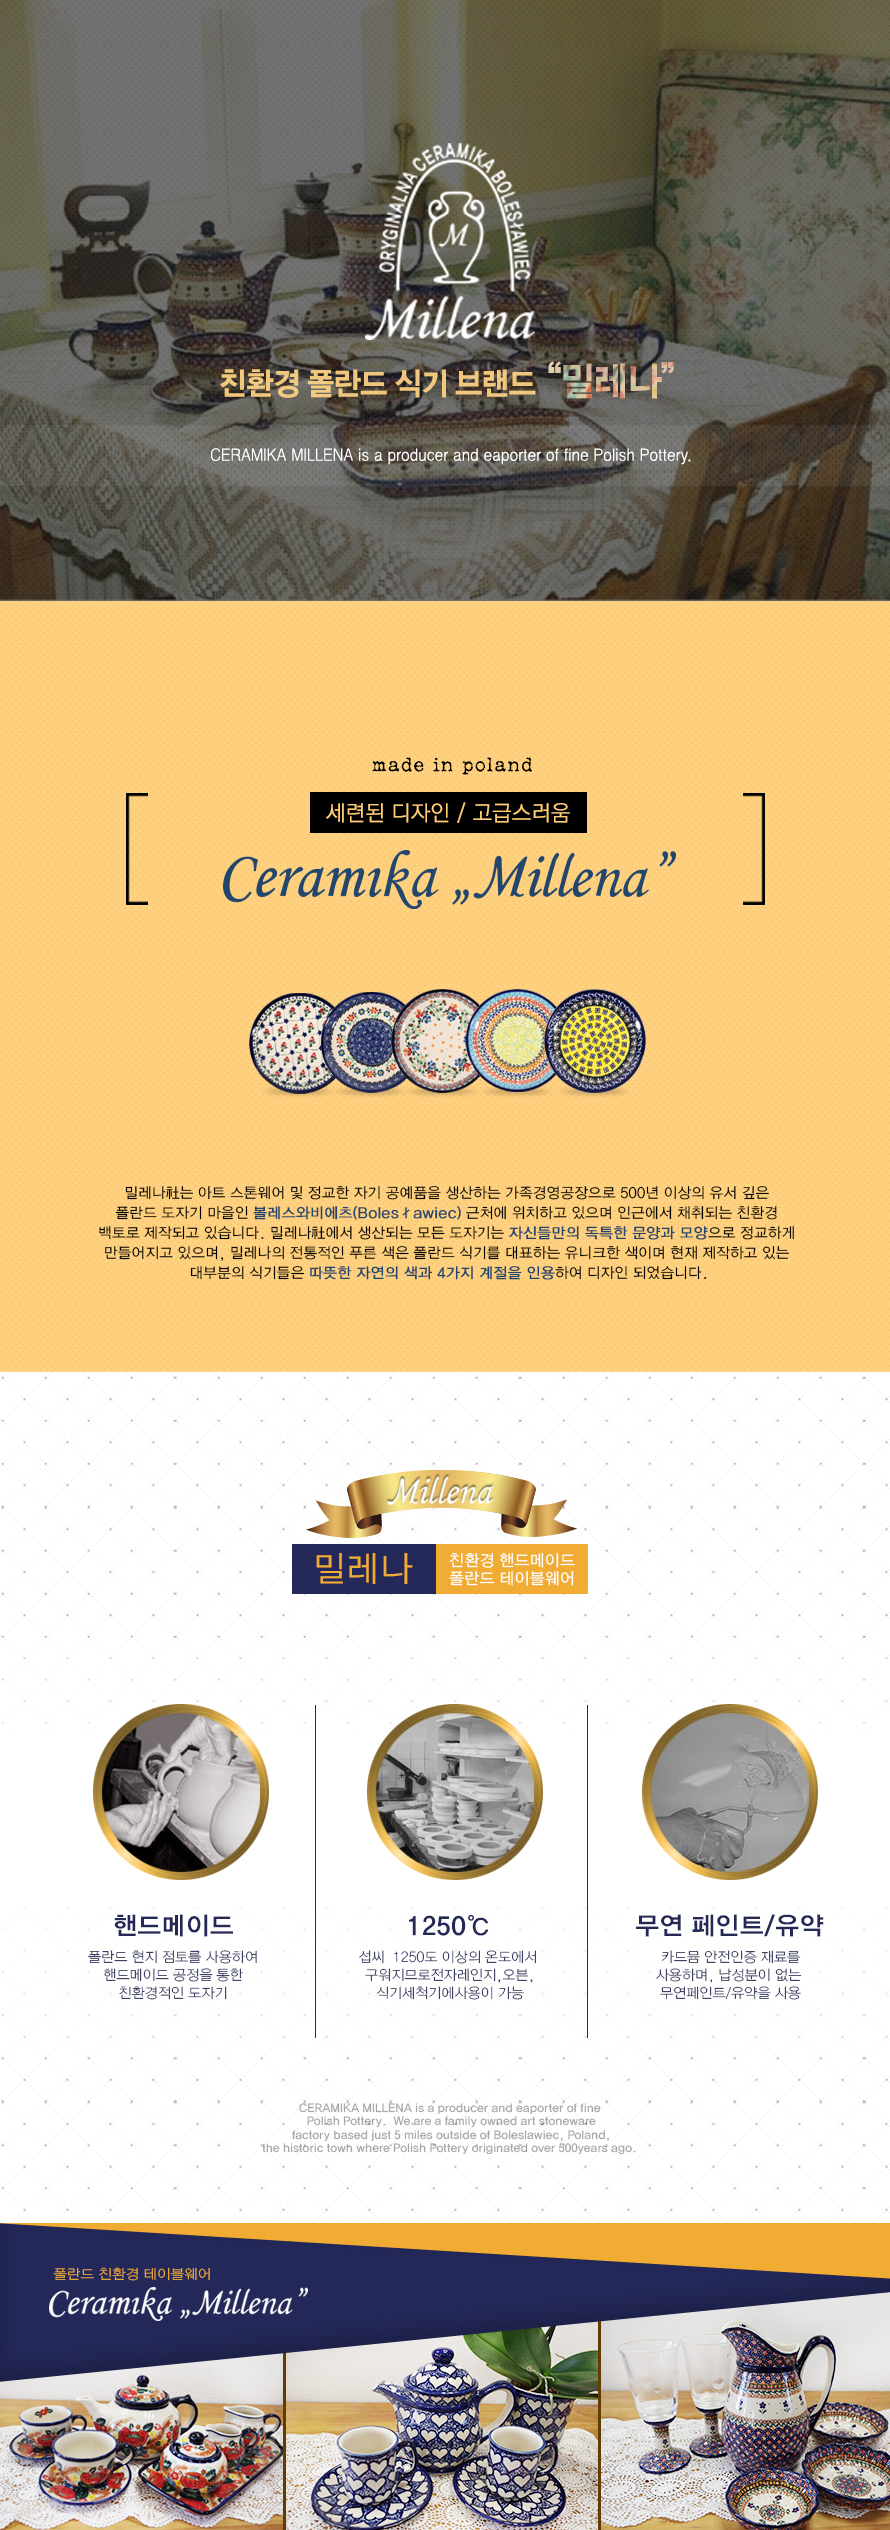 ORYGINALNA CERAMIKA BOLESŁAWIEC
M
Millena
친환경 폴란드 식기 브랜드 “밀레나”
CERAMIKA MILLENA is a producer and eaporter of fine Polish Pottery.
made in poland
세련된 디자인 / 고급스러움
Ceramika „Millena”
밀레나社는 아트 스톤웨어 및 정교한 자기 공예품을 생산하는 가족경영공장으로 500년 이상의 유서 깊은
폴란드 도자기 마을인 볼레스와비에츠(Boles ł awiec) 근처에 위치하고 있으며 인근에서 채취되는 친환경
백토로 제작되고 있습니다. 밀레나社에서 생산되는 모든 도자기는 자신들만의 독특한 문양과 모양으로 정교하게
만들어지고 있으며, 밀레나의 전통적인 푸른 색은 폴란드 식기를 대표하는 유니크한 색이며 현재 제작하고 있는
대부분의 식기들은 따뜻한 자연의 색과 4가지 계절을 인용하여 디자인 되었습니다.
Millena
밀레나
친환경 핸드메이드
폴란드 테이블웨어
핸드메이드
폴란드 현지 점토를 사용하여
핸드메이드 공정을 통한
친환경적인 도자기
1250℃
섭씨 1250도 이상의 온도에서
구워지므로전자레인지,오븐,
식기세척기에사용이 가능
무연 페인트/유약
카드뮴 안전인증 재료를
사용하며, 납성분이 없는
무연페인트/유약을 사용
CERAMIKA MILLENA is a producer and eaporter of fine
Polish Pottery. We are a family owned art stoneware
factory based just 5 miles outside of Boleslawiec, Poland,
the historic town where Polish Pottery originated over 500years ago.
폴란드 친환경 테이블웨어
Ceramika „Millena”